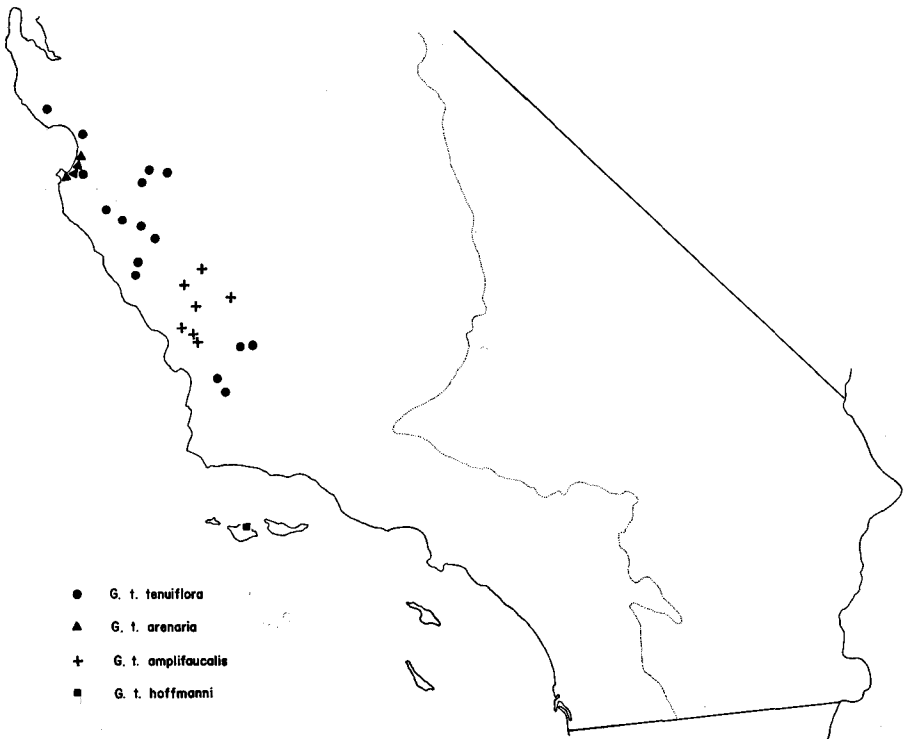 G. t. tenuiflora
G. t. arenaria
G. t. amplifaucalis
G. t. hoffmanni